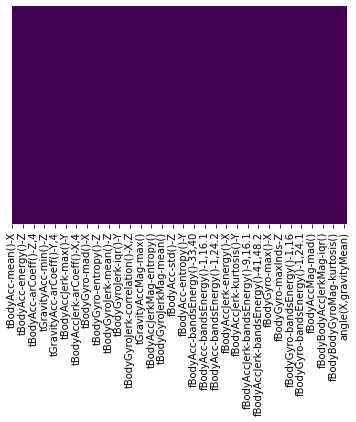 tBodyAcc-mean()-X
tBodyAcc-energy()-Z
tBodyAcc-arCoeff()-Z,4
tGravityAcc-min()-Z
tGravityAcc-arCoeff()-Y,4
tBodyAccJerk-max()-Y
tBodyAccJerk-arCoeff()-X,4
tBodyGyro-mad()-X
tBodyGyro-entropy()-Z
tBodyGyroJerk-mean()-Z
tBodyGyroJerk-iqr()-Y
tBodyGyroJerk-correlation()-X,Z
tGravityAccMag-max()
tBodyAccJerkMag-entropy()
tBodyGyroJerkMag-mean()
fBodyAcc-std()-Z
fBodyAcc-entropy()-Y
fBodyAcc-bandsEnergy()-33,40
fBodyAcc-bandsEnergy()-1,16.1
fBodyAcc-bandsEnergy()-1,24.2
fBodyAccJerk-energy()-X
fBodyAccJerk-kurtosis()-Y
fBodyAccJerk-bandsEnergy()-9,16.1
fBodyAccJerk-bandsEnergy()-41,48.2
fBodyGyro-max()-X
fBodyGyro-maxInds-Z
fBodyGyro-bandsEnergy()-1,16
fBodyGyro-bandsEnergy()-1,24.1
fBodyAccMag-mad()
fBodyBodyAccJerkMag-iqr()
fBodyBodyGyroMag-kurtosis()
angle(X,gravityMean)